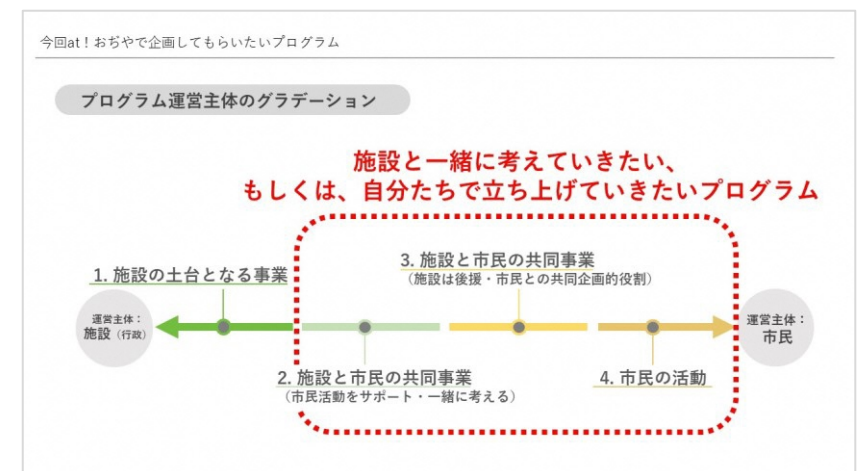 今回at！おぢやで企画してもらいたいプログラム
プログラム運営主体のグラデーション
施設と一緒に考えていきたい、
もしくは、自分たちで立ち上げていきたいプログラム
1. 施設の土台となる事業
3. 施設と市民の共同事業
（施設は後援・市民との共同企画的役割）
運営主体：
施設（行政）
運営主体：
市民
2. 施設と市民の共同事業
（市民活動をサポート・一緒に考える）
4. 市民の活動